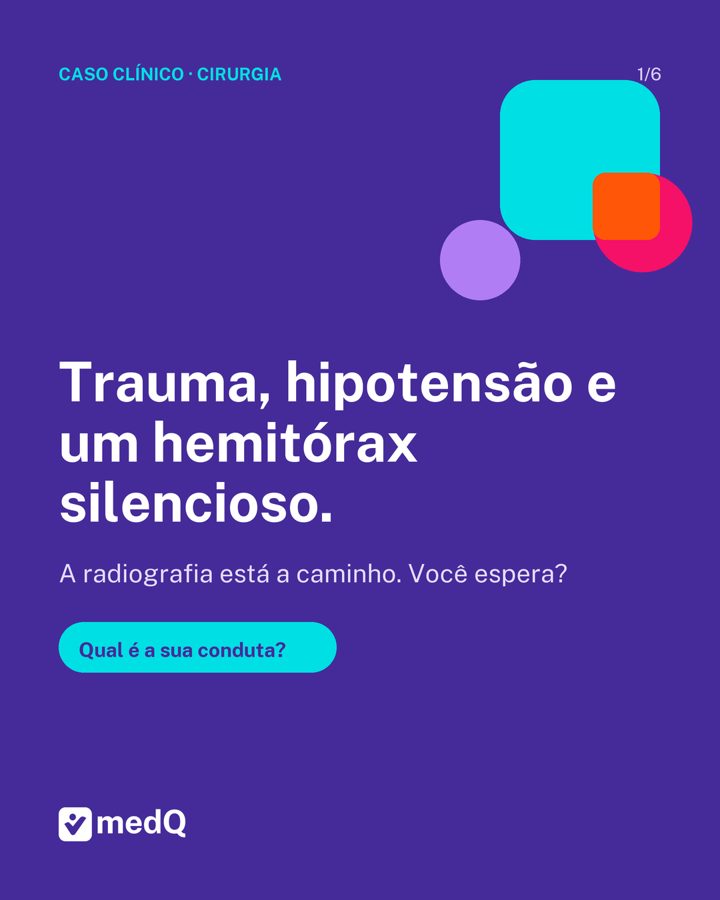 CASO CLÍNICO · CIRURGIA
1/6
Trauma, hipotensão e
um hemitórax
silencioso.
A radiografia está a caminho. Você espera?
Qual é a sua conduta?
medQ